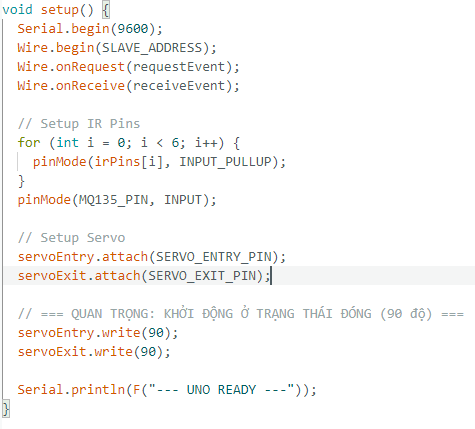 void setup() {
  Serial.begin(9600);
  Wire.begin(SLAVE_ADDRESS);
  Wire.onRequest(requestEvent);
  Wire.onReceive(receiveEvent);

  // Setup IR Pins
  for (int i = 0; i < 6; i++) {
    pinMode(irPins[i], INPUT_PULLUP);
  }
  pinMode(MQ135_PIN, INPUT);

  // Setup Servo
  servoEntry.attach(SERVO_ENTRY_PIN);
  servoExit.attach(SERVO_EXIT_PIN);

  // === QUAN TRỌNG: KHỞI ĐỘNG Ở TRẠNG THÁI ĐÓNG (90 độ) ===
  servoEntry.write(90);
  servoExit.write(90);

  Serial.println(F("--- UNO READY ---"));
}